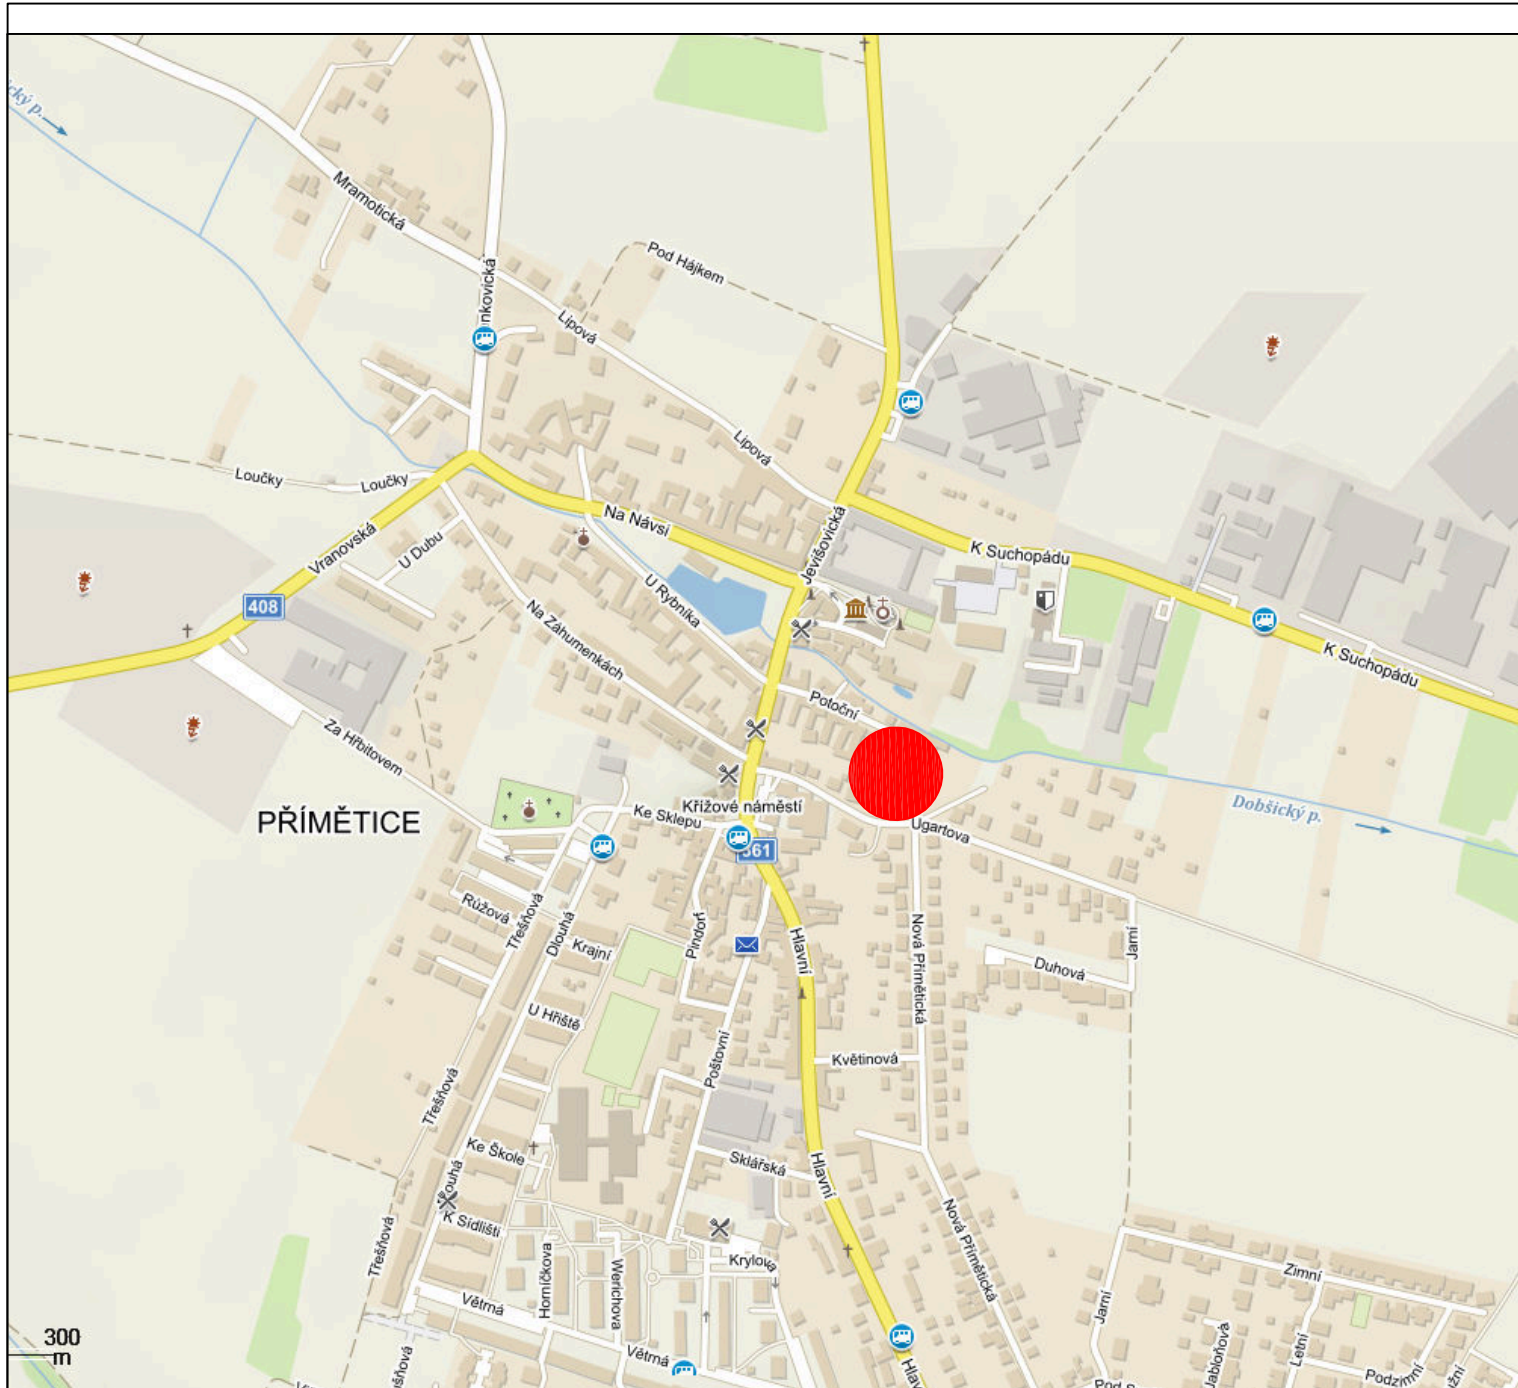 cký p.
Mramotická
nkovická
Pod Hájkem
Lipová
Lipová
Loučky
Loučky
Na Návsi
Jevišovická
K Suchopádu
Vranovská
U Dubu
408
U Rybníka
Na Záhumenkách
K Suchopádu
Potoční
Za Hřbitovem
PŘÍMĚTICE
Ke Sklepu
Křížové náměstí
361
Ugartova
Dobšický p.
Růžová
Třešňová
Dlouhá
Krajní
Pindorf
Hlavní
Nová Přímětická
Jarní
Duhová
U Hřiště
Poštovní
Květinová
Třešňová
Ke Škole
Sklářská
Hlavní
ouhá
K Sídlišti
Třešňová
Nová Přímětická
Krylova
Horníčkova
Werichova
Zimní
Větrná
Jarní
Letní
Jabloňová
300
m
Větrná
Podzimní
Hlav